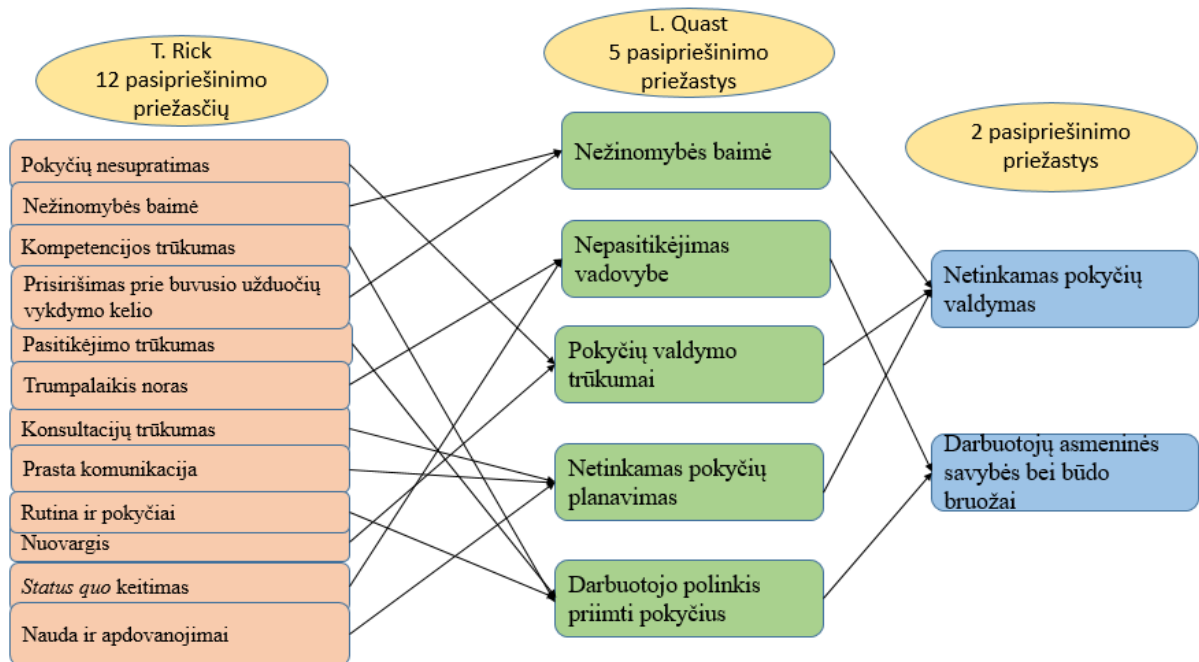 T. Rick
12 pasipriešinimo
priežasčių
Pokyčių nesupratimas
Nežinomybės baimė
Kompetencijos trūkumas
Prisirišimas prie buvusio užduočių
vykdymo kelio
Pasitikėjimo trūkumas
Trumpalaikis noras
Konsultacijų trūkumas
Prasta komunikacija
Rutina ir pokyčiai
Nuovargis
Status quo keitimas
Nauda ir apdovanojimai
L. Quast
5 pasipriešinimo
priežastys
Nežinomybės baimė
Nepasitikėjimas
vadovybe
Pokyčių valdymo
trūkumai
Netinkamas pokyčių
planavimas
Darbuotojo polinkis
priimti pokyčius
2 pasipriešinimo
priežastys
Netinkamas pokyčių
valdymas
Darbuotojų asmeninės
savybės bei būdo
bruožai